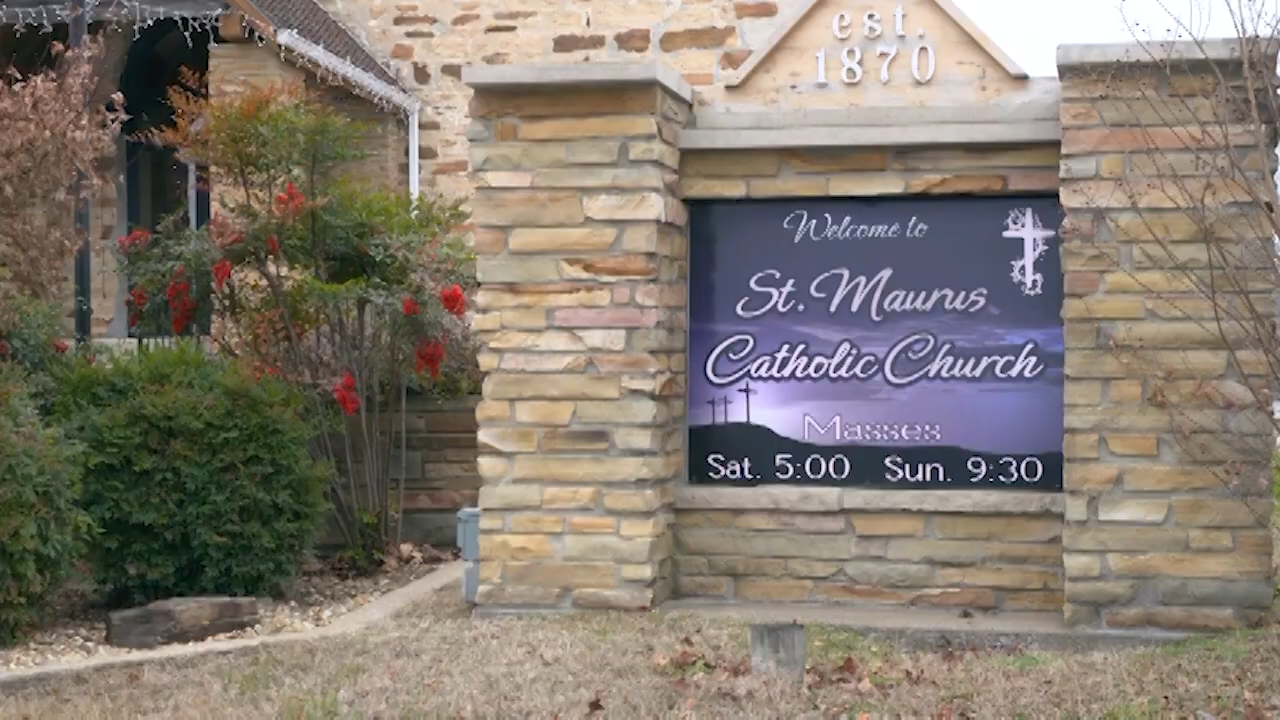 est.
1870
Welcome to
St. Maurus
Catholic Church
Masses
Sat. 5:00 Sun. 9:30